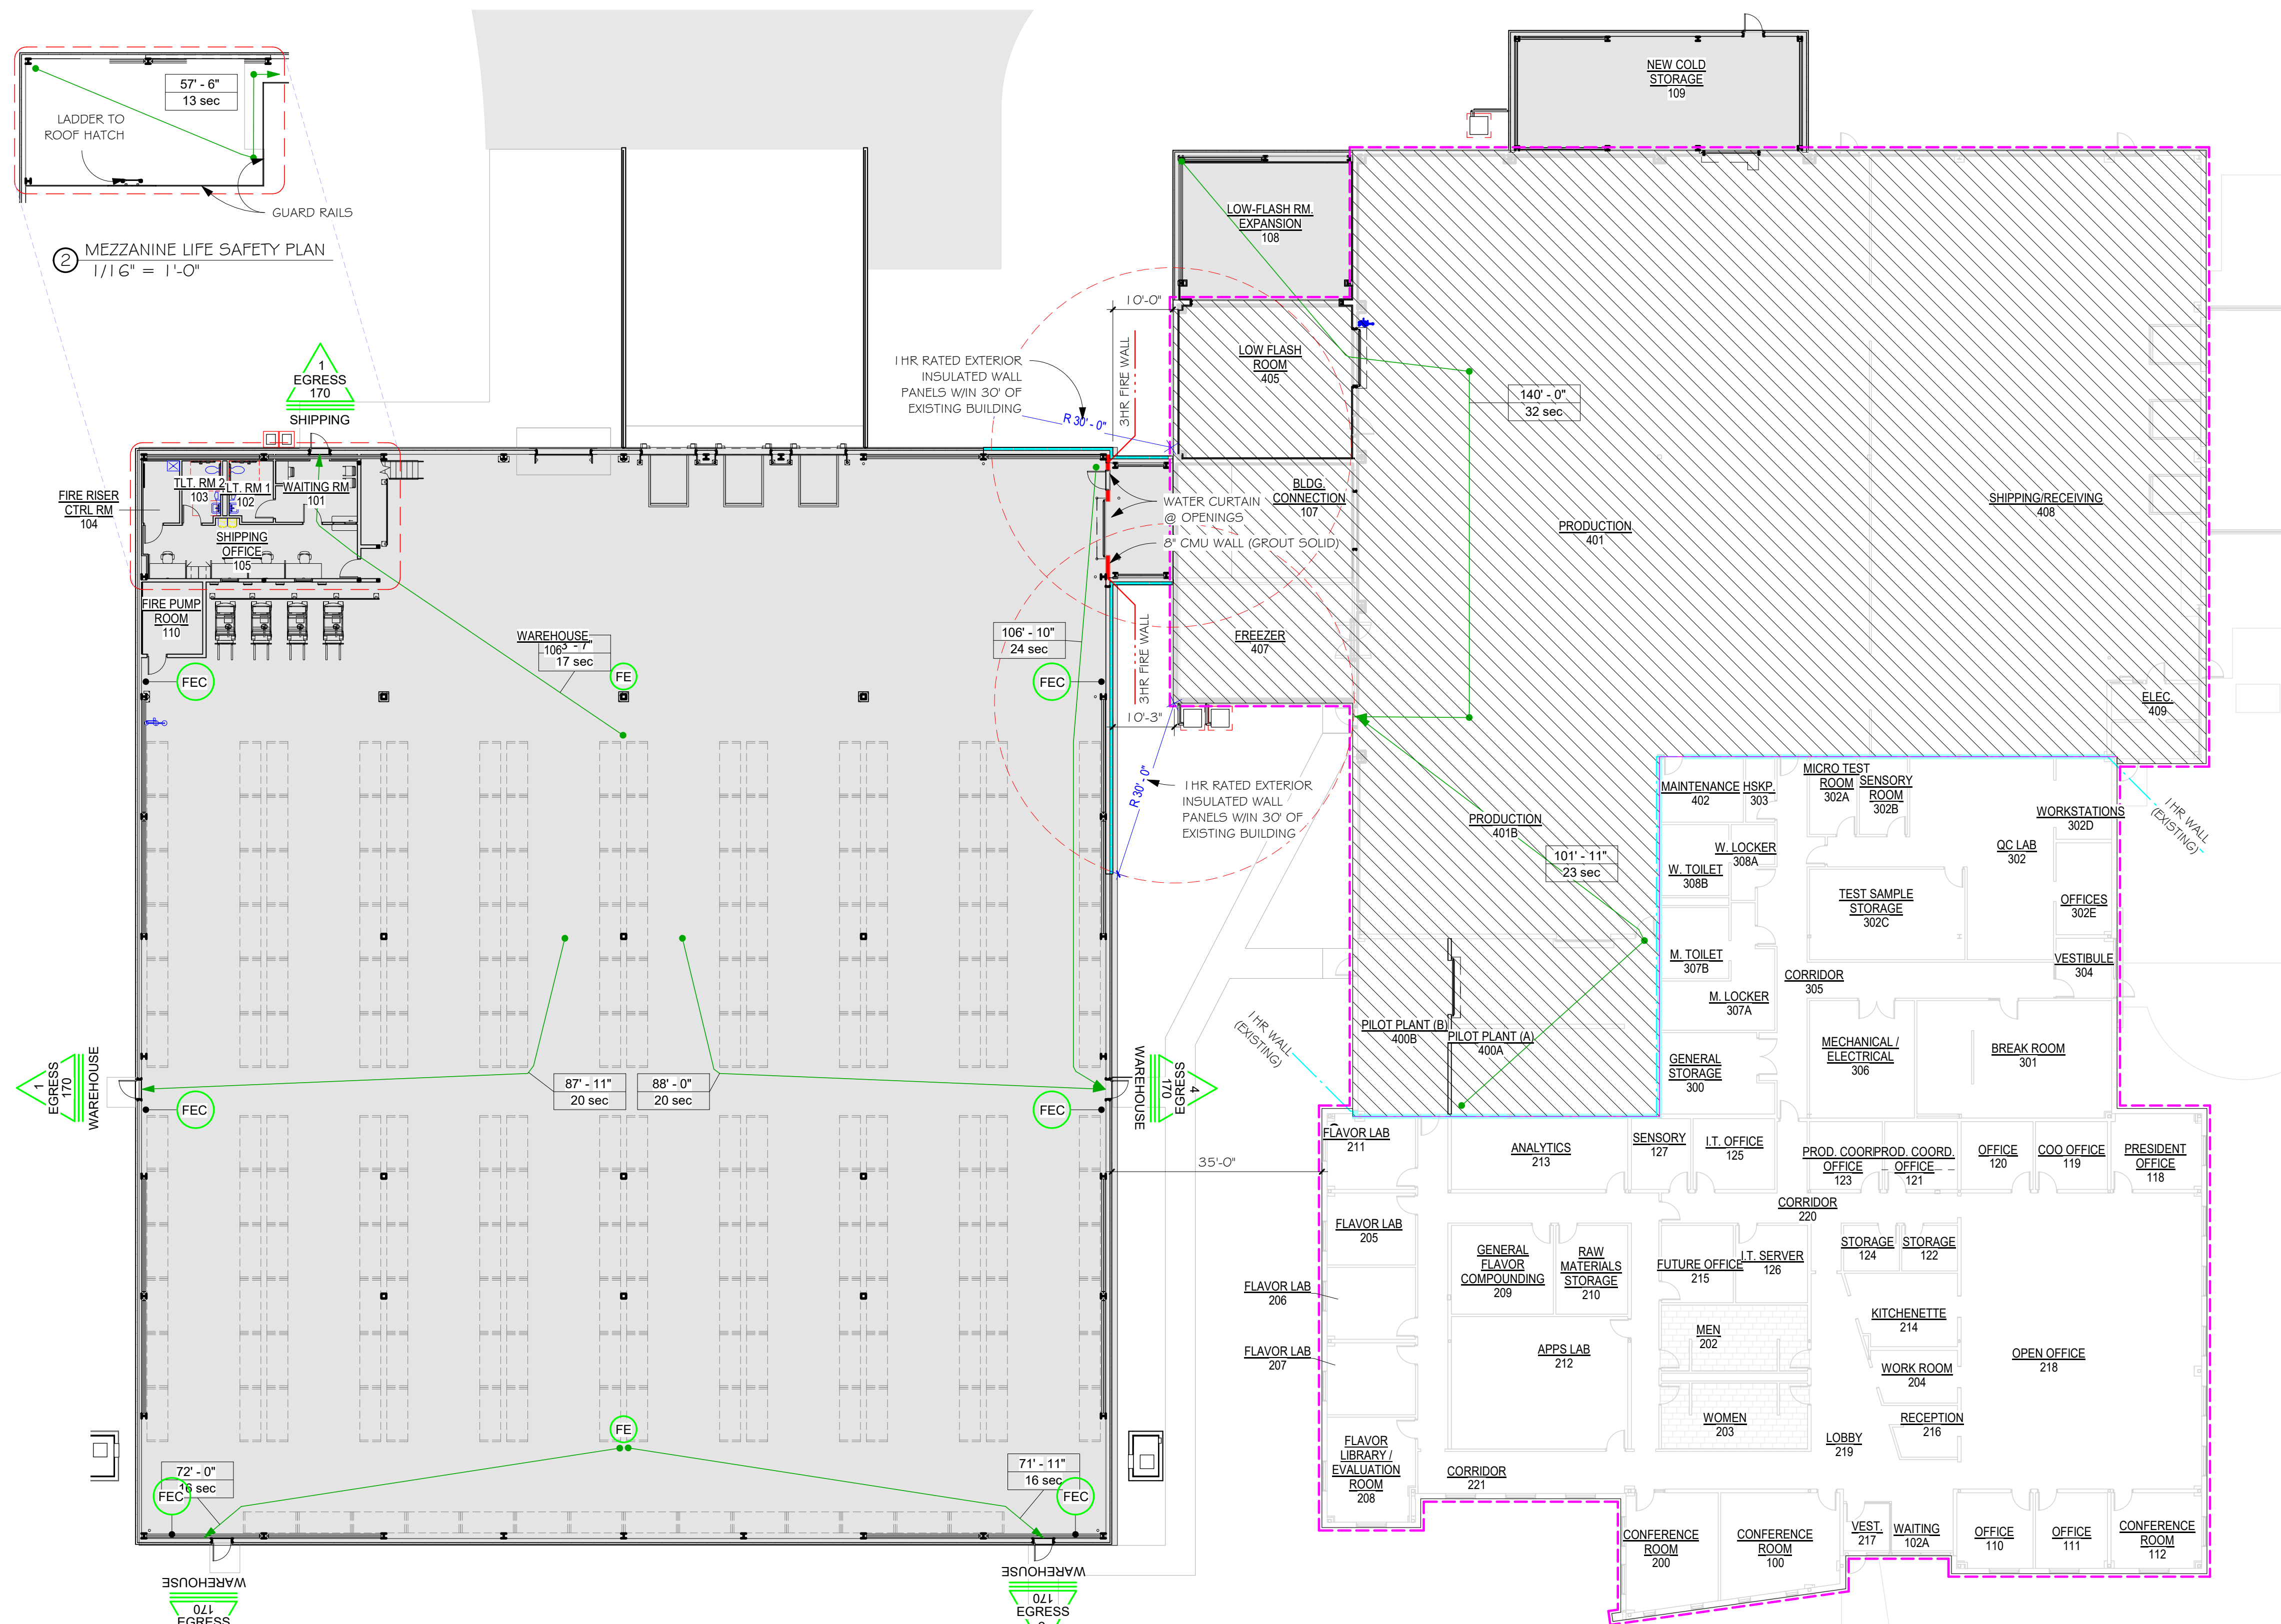 57' - 6"
13 sec
LADDER TO
ROOF HATCH
GUARD RAILS
2
MEZZANINE LIFE SAFETY PLAN
1/16" = 1'-0"
NEW COLD
STORAGE
109
LOW-FLASH RM.
EXPANSION
108
10'-0"
3HR FIRE WALL
1HR RATED EXTERIOR
INSULATED WALL
PANELS W/IN 30' OF
EXISTING BUILDING
R 30' - 0"
LOW FLASH
ROOM
405
140' - 0"
32 sec
1
EGRESS
170
SHIPPING
FIRE RISER
CTRL RM
104
TLT. RM 2
103
LT. RM 1
102
WAITING RM
101
SHIPPING
OFFICE
105
FIRE PUMP
ROOM
110
BLDG.
CONNECTION
107
WATER CURTAIN
@ OPENINGS
8" CMU WALL (GROUT SOLID)
PRODUCTION
401
SHIPPING/RECEIVING
408
WAREHOUSE
106
17 sec
FE
106' - 10"
24 sec
FEC
FEC
FREEZER
407
3HR FIRE WALL
10'-3"
ELEC.
409
R 30' - 0"
1HR RATED EXTERIOR
INSULATED WALL
PANELS W/IN 30' OF
EXISTING BUILDING
PRODUCTION
401B
101' - 11"
23 sec
MAINTENANCE
402
HSKP.
303
MICRO TEST
ROOM
302A
SENSORY
ROOM
302B
WORKSTATIONS
302D
1 HR WALL
(EXISTING)
W. LOCKER
308A
W. TOILET
308B
QC LAB
302
TEST SAMPLE
STORAGE
302C
OFFICES
302E
M. TOILET
307B
M. LOCKER
307A
CORRIDOR
305
VESTIBULE
304
1 HR WALL
(EXISTING)
PILOT PLANT (B)
400B
PILOT PLANT (A)
400A
GENERAL
STORAGE
300
MECHANICAL /
ELECTRICAL
306
BREAK ROOM
301
1
EGRESS
170
WAREHOUSE
87' - 11"
20 sec
88' - 0"
20 sec
FEC
FEC
WAREHOUSE
170
EGRESS
4
35'-0"
FLAVOR LAB
211
ANALYTICS
213
SENSORY
127
I.T. OFFICE
125
PROD. COOR
OFFICE
123
PROD. COORD.
OFFICE
121
OFFICE
120
COO OFFICE
119
PRESIDENT
OFFICE
118
CORRIDOR
220
FLAVOR LAB
205
GENERAL
FLAVOR
COMPOUNDING
209
RAW
MATERIALS
STORAGE
210
FUTURE OFFICE
215
I.T. SERVER
126
STORAGE
124
STORAGE
122
FLAVOR LAB
206
KITCHENETTE
214
MEN
202
FLAVOR LAB
207
APPS LAB
212
OPEN OFFICE
218
WORK ROOM
204
WOMEN
203
RECEPTION
216
LOBBY
219
FE
FLAVOR
LIBRARY /
EVALUATION
ROOM
208
CORRIDOR
221
72' - 0"
16 sec
FEC
71' - 11"
16 sec
FEC
CONFERENCE
ROOM
200
CONFERENCE
ROOM
100
VEST.
217
WAITING
102A
OFFICE
110
OFFICE
111
CONFERENCE
ROOM
112
WAREHOUSE
170
EGRESS
WAREHOUSE
170
EGRESS